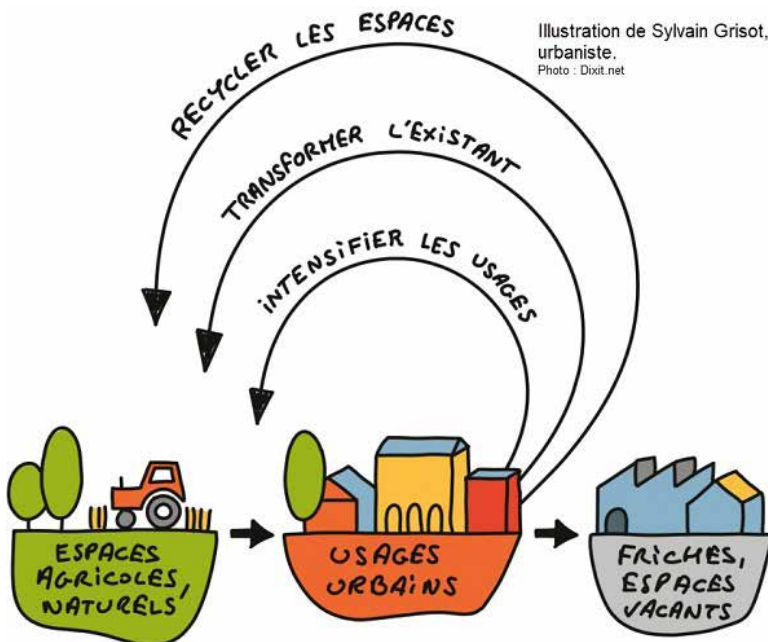 Illustration de Sylvain Grisot,
urbaniste.
Photo : Dixit.net
RECYCLER LES ESPACES
TRANSFORMER L'EXISTANT
INTENSIFIER LES USAGES
ESPACES
AGRICOLES,
NATURELS
USAGES
URBAINS
FRICHES,
ESPACES
VACANTS